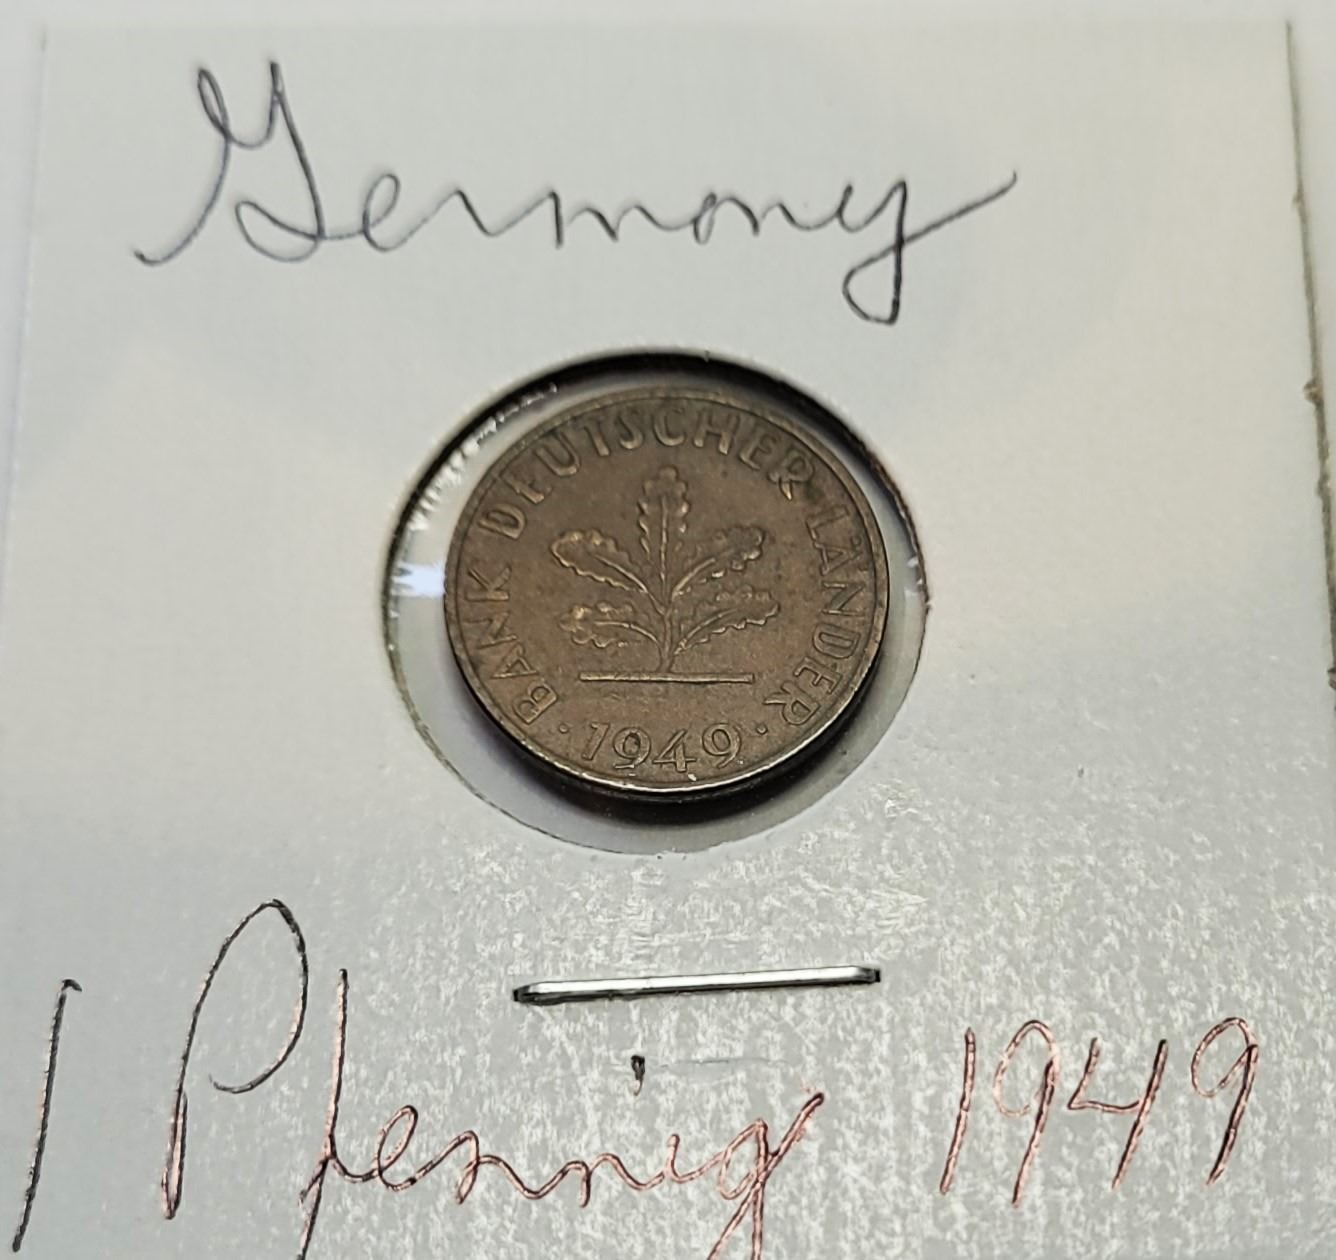 Germany
BANK DEUTSCHER LÄNDER
· 1949 ·
1 Pfennig 1949